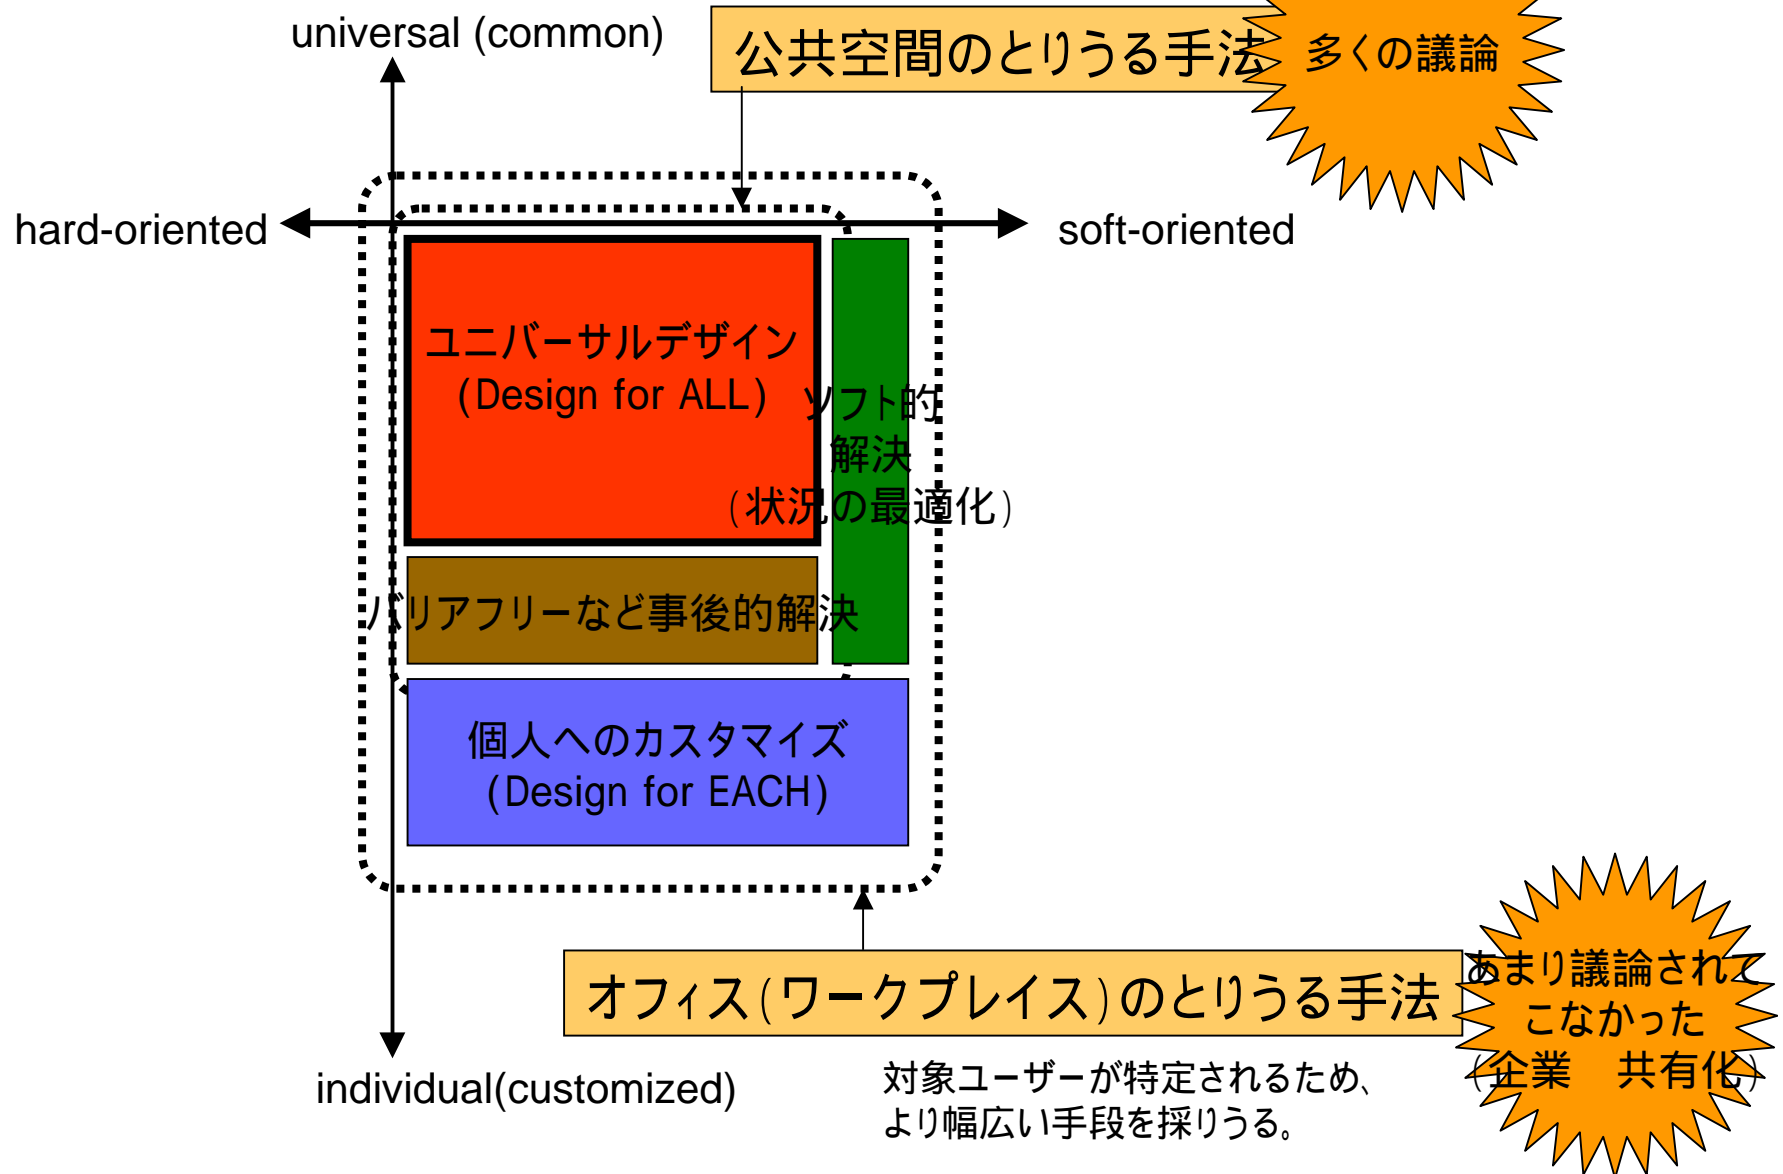 universal (common)
公共空間のとりうる手法
多くの議論
hard-oriented
soft-oriented
ユニバーサルデザイン
(Design for ALL)
ソフト的
解決
(状況の最適化)
バリアフリーなど事後的解決
個人へのカスタマイズ
(Design for EACH)
オフィス(ワークプレイス)のとりうる手法
あまり議論されて
こなかった
(企業　共有化)
individual(customized)
対象ユーザーが特定されるため、
より幅広い手段を採りうる。